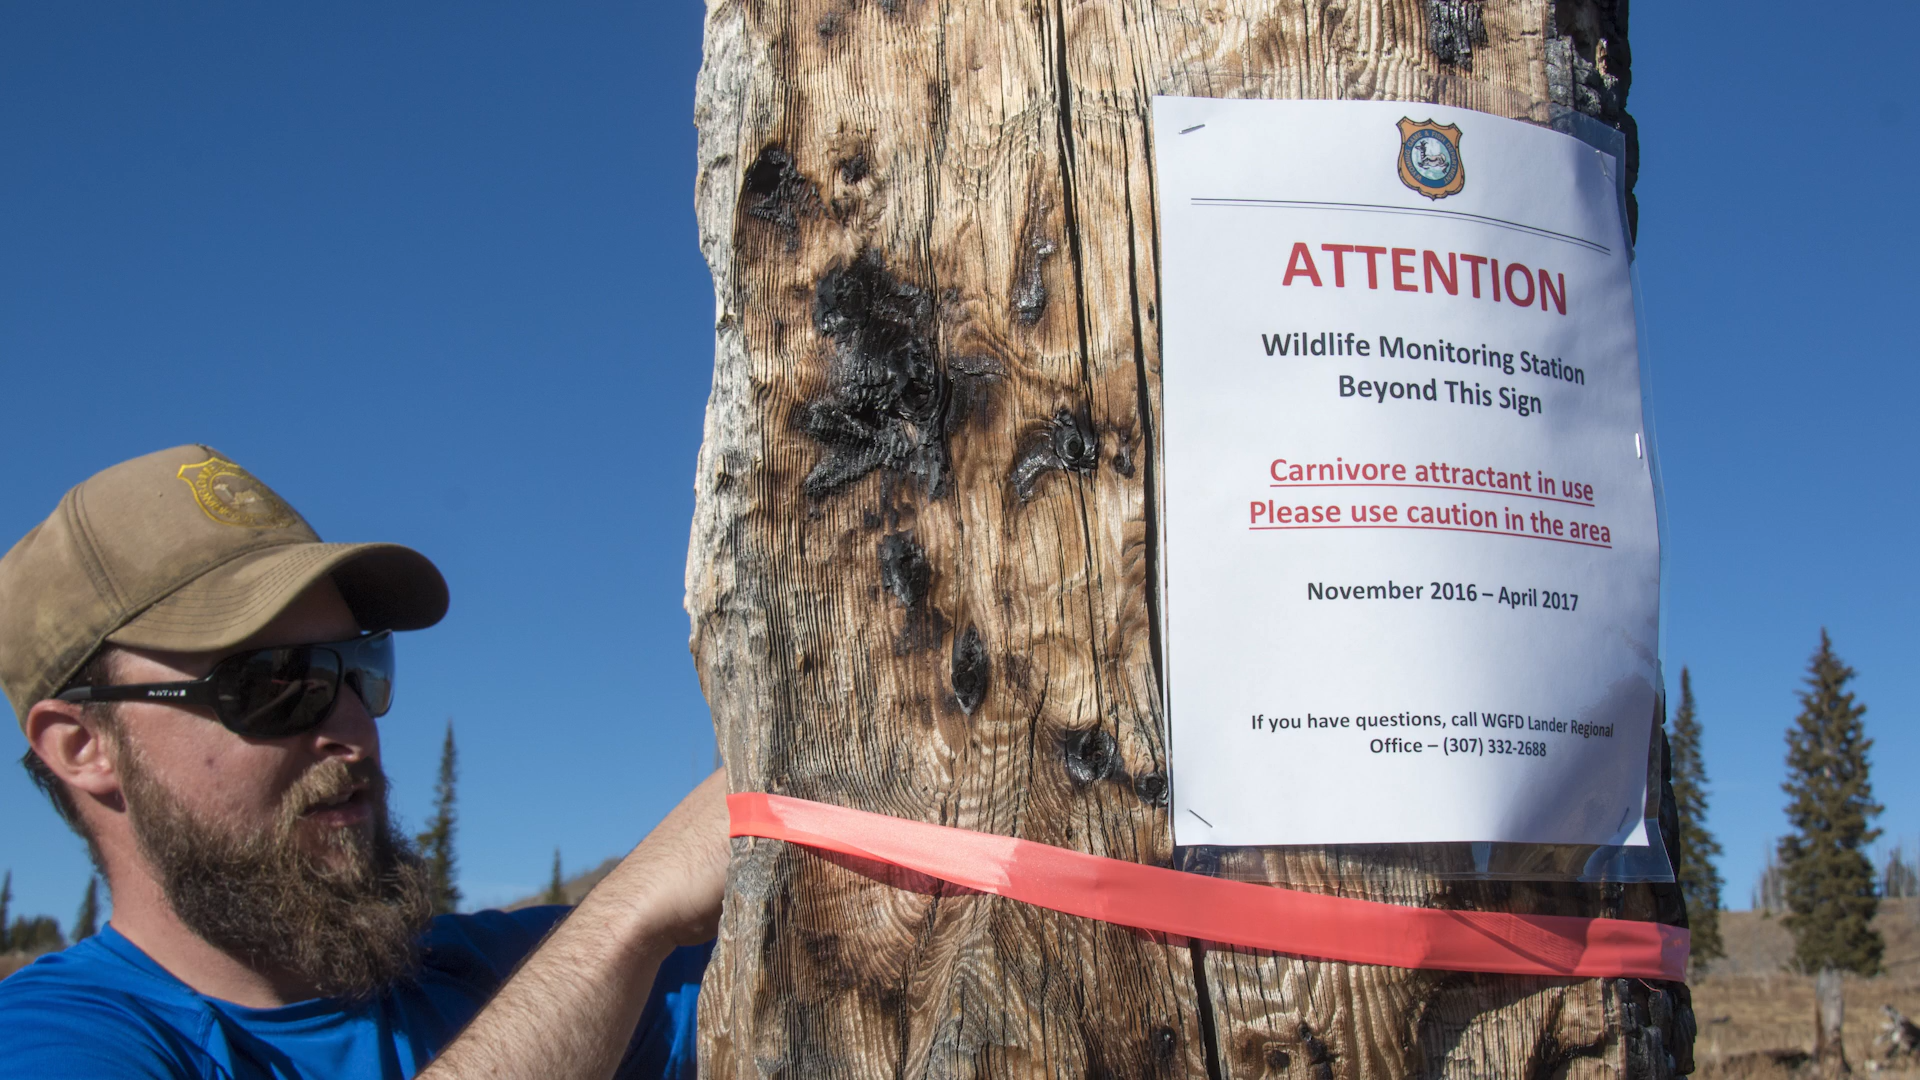 ATTENTION
Wildlife Monitoring Station
Beyond This Sign
Carnivore attractant in use
Please use caution in the area
November 2016 – April 2017
If you have questions, call WGFD Lander Regional
Office – (307) 332-2688